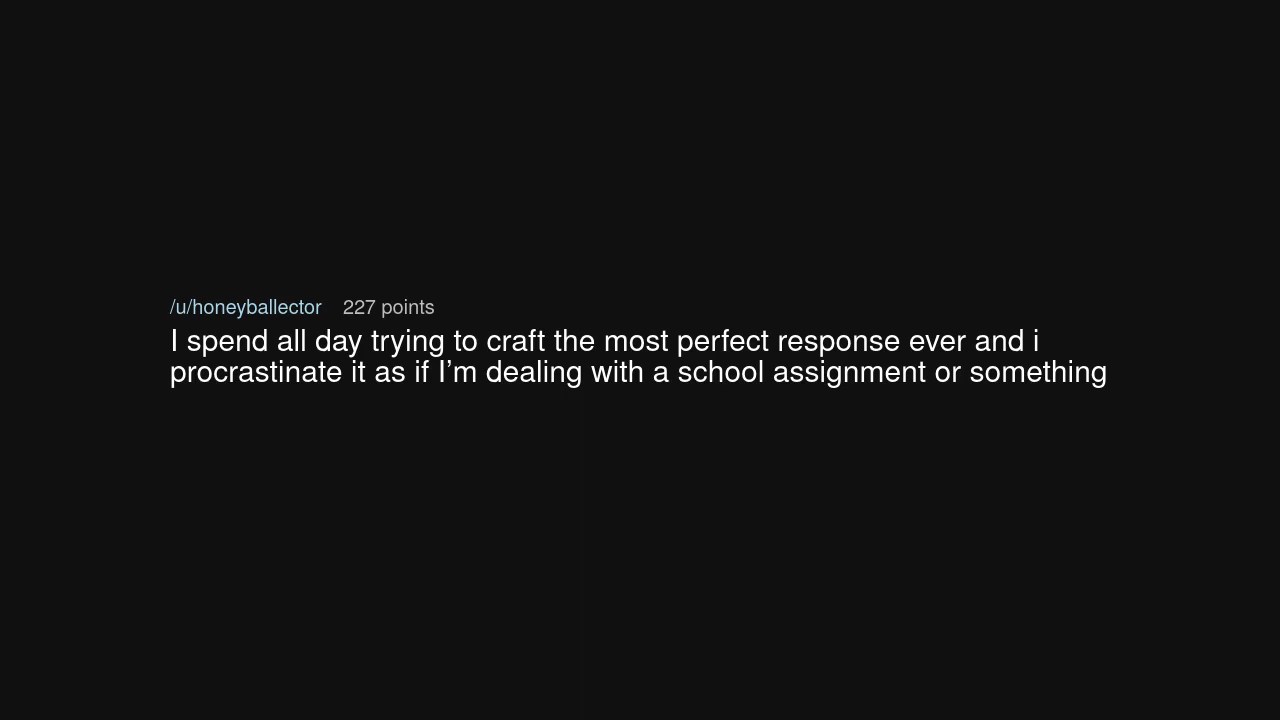 /u/honeyballector 227 points
I spend all day trying to craft the most perfect response ever and i
procrastinate it as if I’m dealing with a school assignment or something